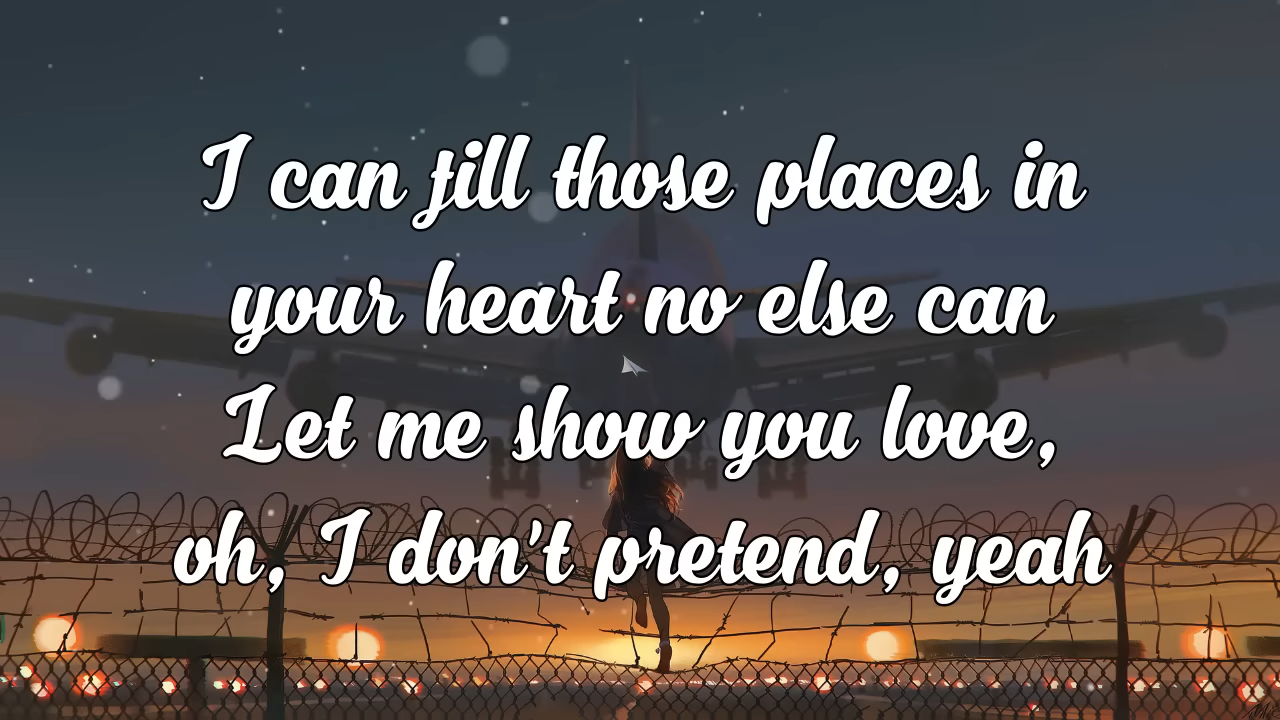 I can fill those places in
your heart no else can
Let me show you love,
oh, I don't pretend, yeah